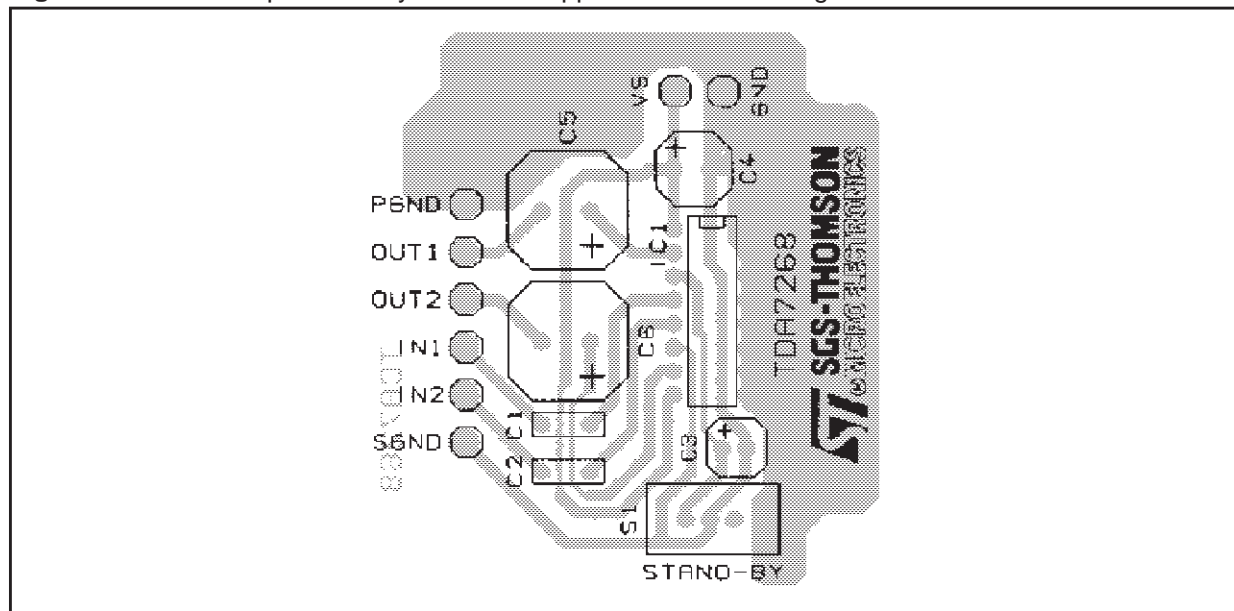 VS
GND
C5
C4
PGND
OUT1
OUT2
IN1
IN2
SGND
IC1
TDA7268
SGS-THOMSON
MICROELECTRONICS
C6
C1
C2
C3
S1
STAND-BY